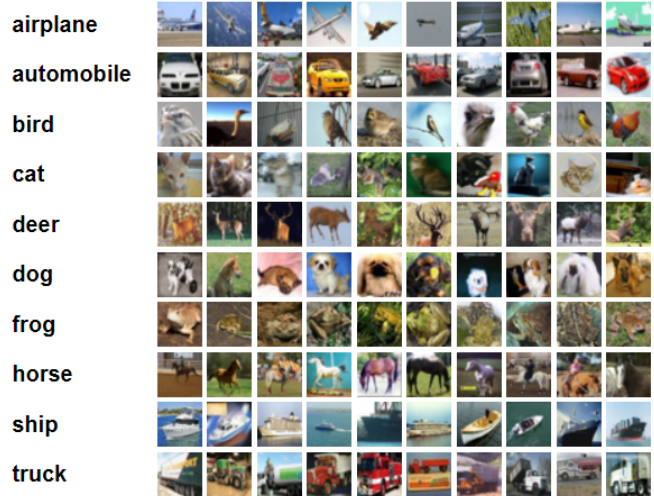 airplane
automobile
bird
cat
deer
dog
frog
horse
ship
truck